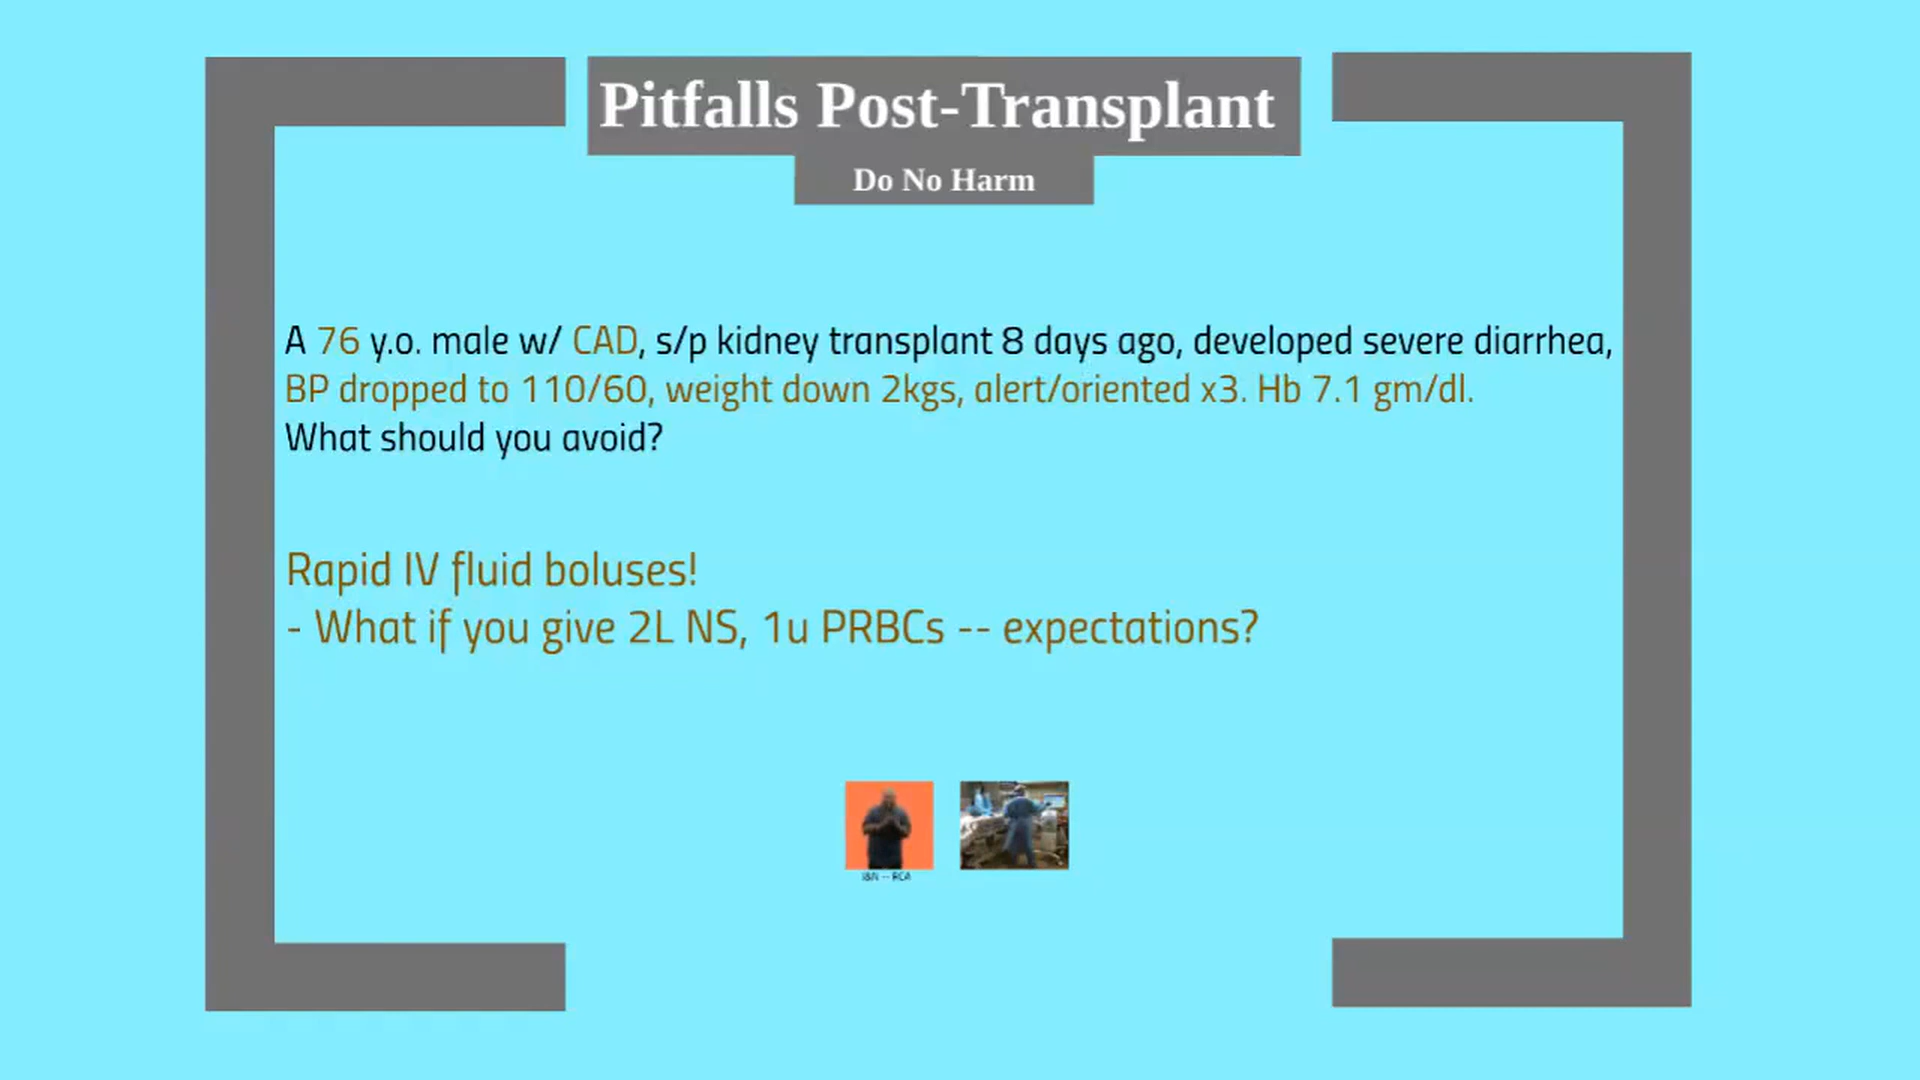 Pitfalls Post-Transplant
Do No Harm
A 76 y.o. male w/ CAD, s/p kidney transplant 8 days ago, developed severe diarrhea,
BP dropped to 110/60, weight down 2kgs, alert/oriented x3. Hb 7.1 gm/dl.
What should you avoid?
Rapid IV fluid boluses!
- What if you give 2L NS, 1u PRBCs -- expectations?
-- RCA